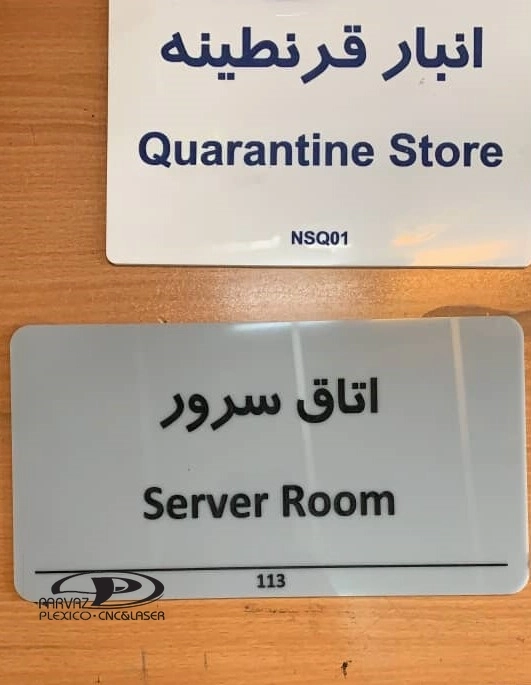 انبار قرنطینه
Quarantine Store
NSQ01
اتاق سرور
Server Room
113
PARVAZ
PLEXICO·CNC&LASER